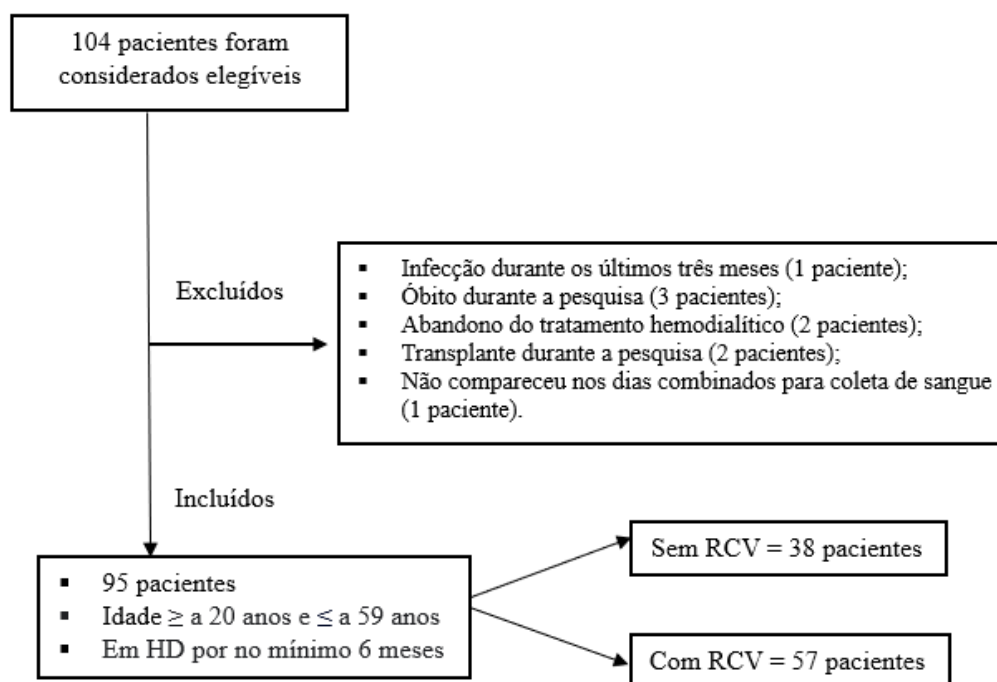 104 pacientes foram
considerados elegíveis
Excluídos
▪ Infecção durante os últimos três meses (1 paciente);
▪ Óbito durante a pesquisa (3 pacientes);
▪ Abandono do tratamento hemodialítico (2 pacientes);
▪ Transplante durante a pesquisa (2 pacientes);
▪ Não compareceu nos dias combinados para coleta de sangue
(1 paciente).
Incluídos
▪ 95 pacientes
▪ Idade ≥ a 20 anos e ≤ a 59 anos
▪ Em HD por no mínimo 6 meses
Sem RCV = 38 pacientes
Com RCV = 57 pacientes